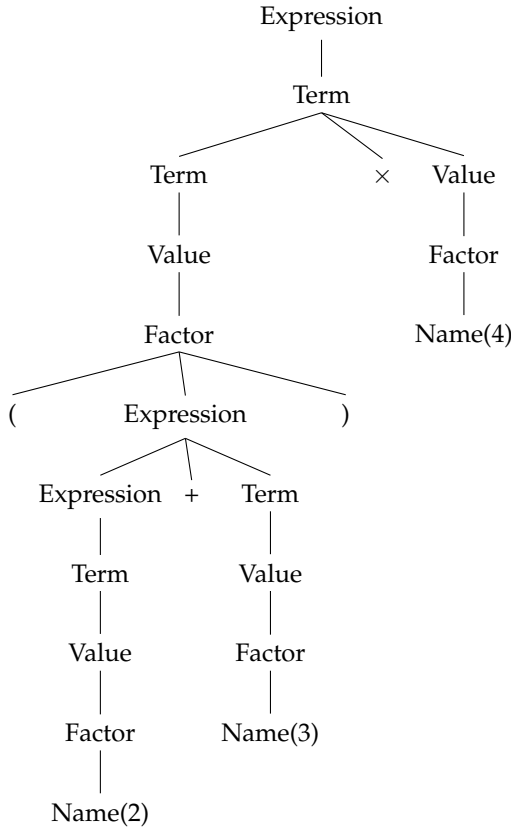 Expression
Term
Term × Value
Value Factor
Factor Name(4)
( Expression )
Expression + Term
Term Value
Value Factor
Factor Name(3)
Name(2)